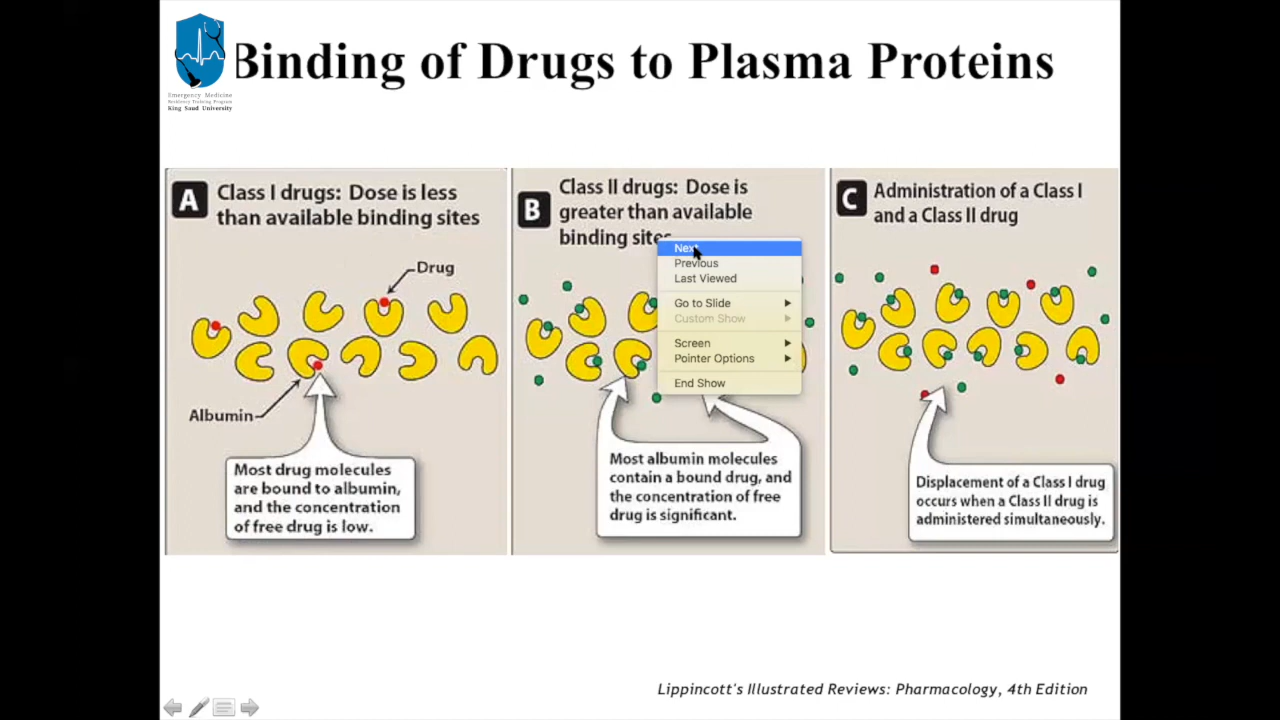 Emergency Medicine
Residency Training Program
King Saud University
Binding of Drugs to Plasma Proteins
A
Class I drugs: Dose is less
than available binding sites
Drug
Albumin
Most drug molecules
are bound to albumin,
and the concentration
of free drug is low.
B
Class II drugs: Dose is
greater than available
binding sites
Most albumin molecules
contain a bound drug, and
the concentration of free
drug is significant.
Next
Previous
Last Viewed
Go to Slide
Custom Show
Screen
Pointer Options
End Show
C
Administration of a Class I
and a Class II drug
Displacement of a Class I drug
occurs when a Class II drug is
administered simultaneously.
Lippincott's Illustrated Reviews: Pharmacology, 4th Edition